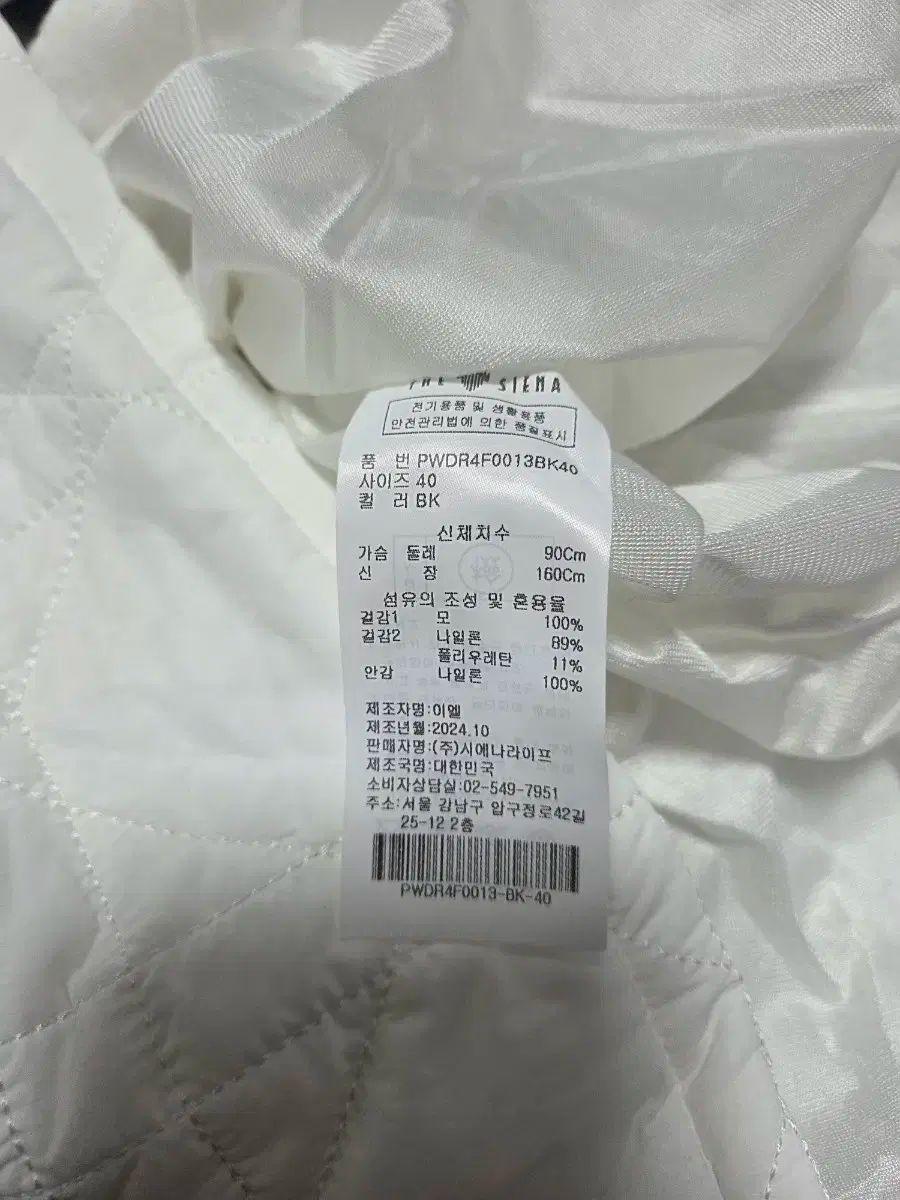 THE SIENA
전기용품 및 생활용품
안전관리법에 의한 품질표시
품 번 PWDR4F0013BK40
사이즈 40
컬 러 BK
신체치수
가슴 둘레 90Cm
신 장 160Cm
섬유의 조성 및 혼용율
겉감1 모 100%
겉감2 나일론 89%
폴리우레탄 11%
안감 나일론 100%
제조자명:이엘
제조년월:2024.10
판매자명:(주)시에나라이프
제조국명:대한민국
소비자상담실:02-549-7951
주소:서울 강남구 압구정로42길
25-12 2층
PWDR4F0013-BK-40